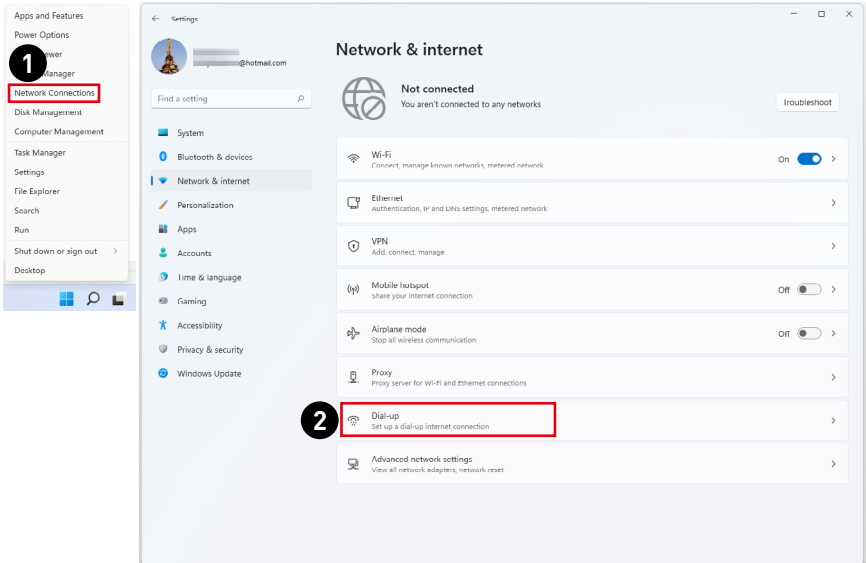 Apps and Features
Power Options
1
Network Connections
Disk Management
Computer Management
Task Manager
Settings
File Explorer
Search
Run
Shut down or sign out
Desktop
Settings
@hotmail.com
Find a setting
System
Bluetooth & devices
Network & internet
Personalization
Apps
Accounts
Time & language
Gaming
Accessibility
Privacy & security
Windows Update
Network & internet
Not connected
You aren't connected to any networks
Troubleshoot
Wi-Fi
Connect, manage known networks, metered network
On
Ethernet
Authentication, IP and DNS settings, metered network
VPN
Add, connect, manage
Mobile hotspot
Share your internet connection
Off
Airplane mode
Stop all wireless communication
Off
Proxy
Proxy server for Wi-Fi and Ethernet connections
2
Dial-up
Set up a dial-up internet connection
Advanced network settings
View all network adapters, network reset